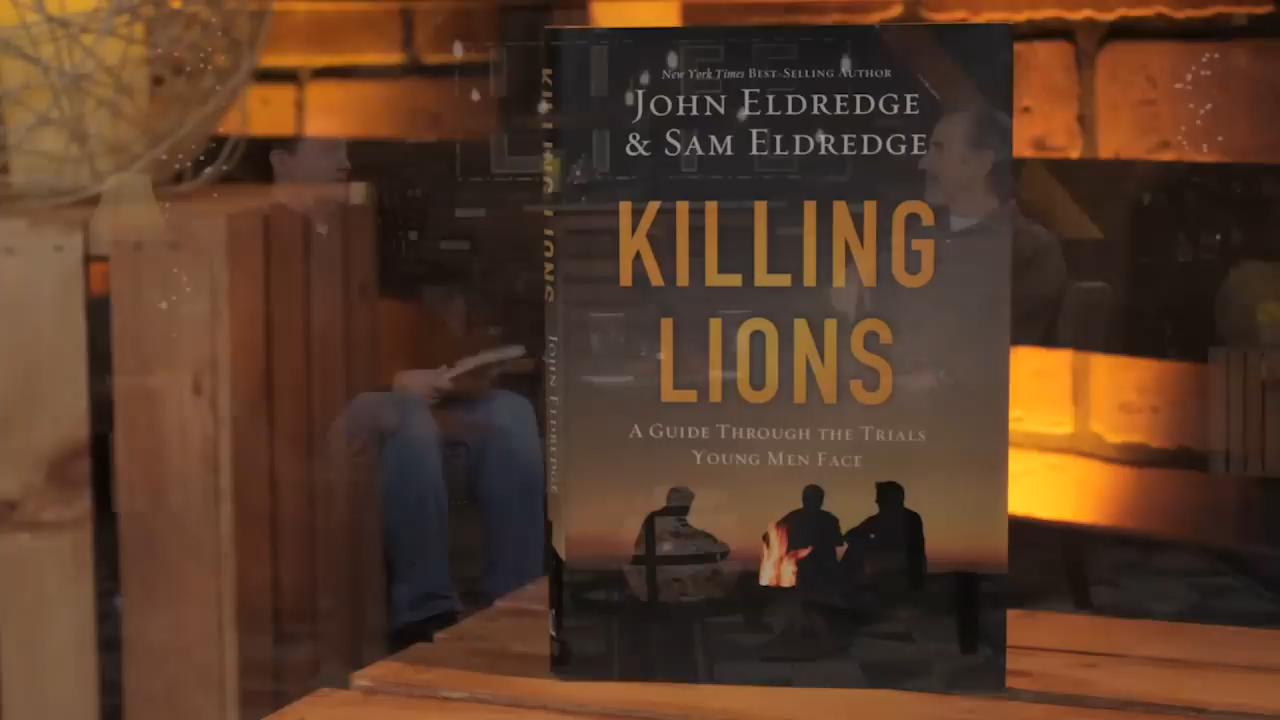 New York Times BEST-SELLING AUTHOR
JOHN ELDREDGE
& SAM ELDREDGE
KILLING
LIONS
A GUIDE THROUGH THE TRIALS
YOUNG MEN FACE
KILLING LIONS JOHN ELDREDGE